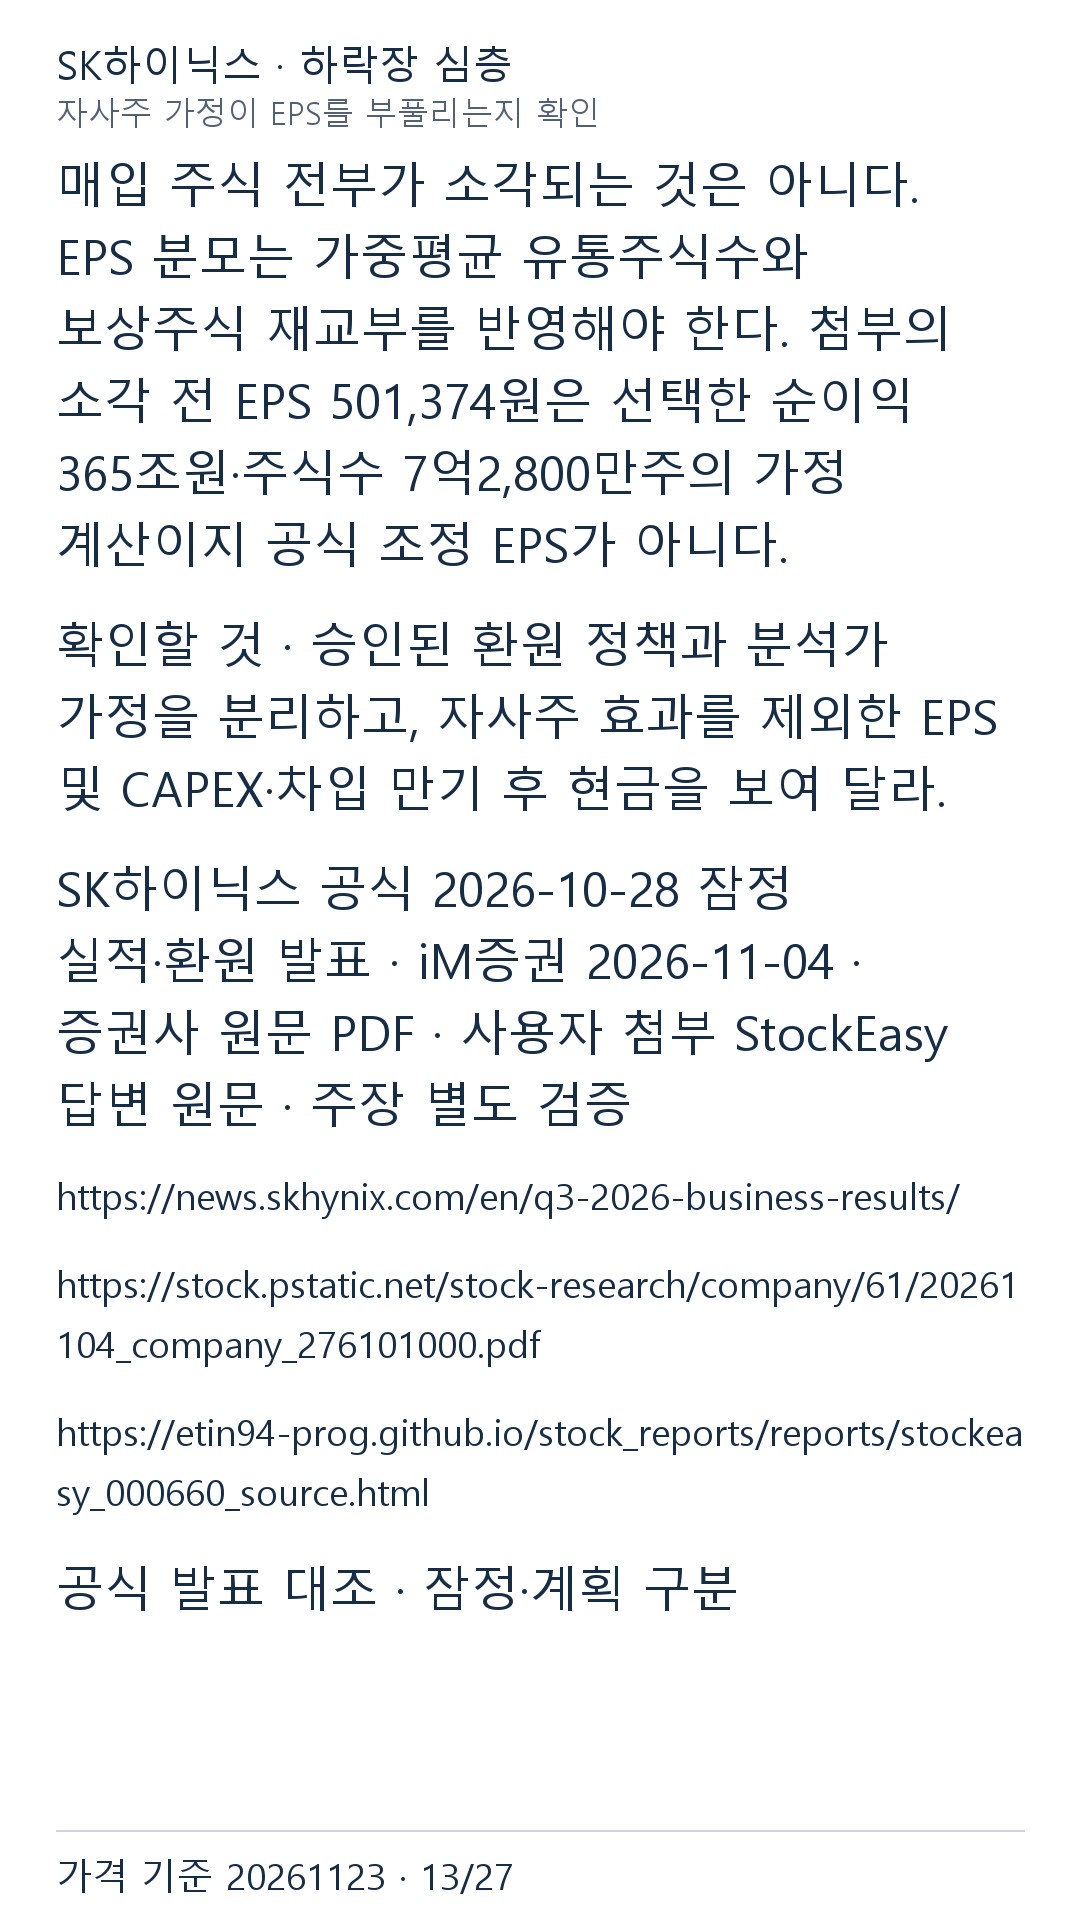 SK하이닉스 · 하락장 심층
자사주 가정이 EPS를 부풀리는지 확인
매입 주식 전부가 소각되는 것은 아니다.
EPS 분모는 가중평균 유통주식수와
보상주식 재교부를 반영해야 한다. 첨부의
소각 전 EPS 501,374원은 선택한 순이익
365조원·주식수 7억2,800만주의 가정
계산이지 공식 조정 EPS가 아니다.
확인할 것 · 승인된 환원 정책과 분석가
가정을 분리하고, 자사주 효과를 제외한 EPS
및 CAPEX·차입 만기 후 현금을 보여 달라.
SK하이닉스 공식 2026-10-28 잠정
실적·환원 발표 · iM증권 2026-11-04 ·
증권사 원문 PDF · 사용자 첨부 StockEasy
답변 원문 · 주장 별도 검증
https://news.skhynix.com/en/q3-2026-business-results/
https://stock.pstatic.net/stock-research/company/61/20261
104_company_276101000.pdf
https://etin94-prog.github.io/stock_reports/reports/stockea
sy_000660_source.html
공식 발표 대조 · 잠정·계획 구분
가격 기준 20261123 · 13/27